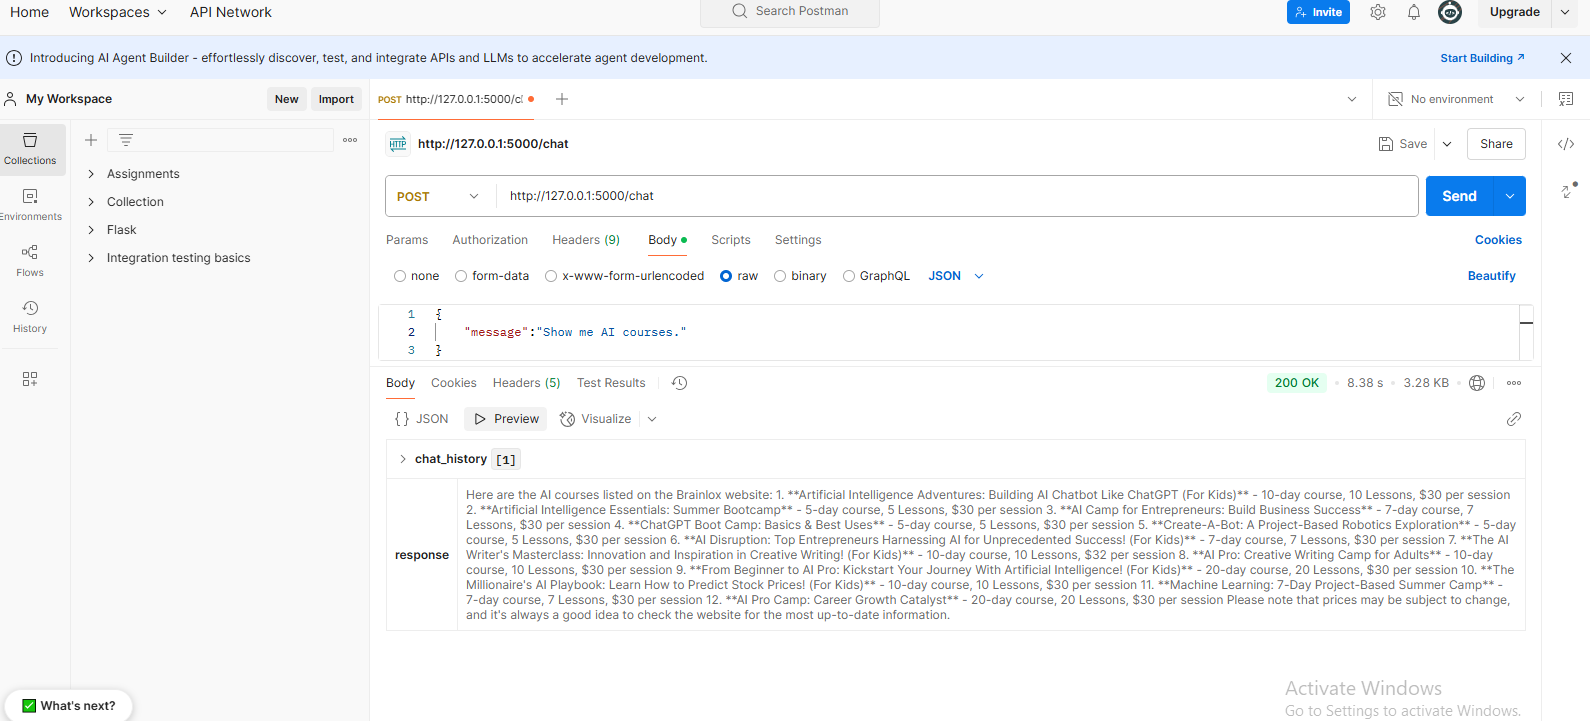 Home Workspaces API Network Search Postman Invite Upgrade
Introducing AI Agent Builder - effortlessly discover, test, and integrate APIs and LLMs to accelerate agent development. Start Building
My Workspace New Import POST http://127.0.0.1:5000/cl No environment
Collections
Environments
Flows
History
Assignments
Collection
Flask
Integration testing basics
HTTP http://127.0.0.1:5000/chat Save Share
POST http://127.0.0.1:5000/chat Send
Params Authorization Headers (9) Body Scripts Settings Cookies
none form-data x-www-form-urlencoded raw binary GraphQL JSON Beautify
1 {
2 "message":"Show me AI courses."
3 }
Body Cookies Headers (5) Test Results 200 OK 8.38 s 3.28 KB
{} JSON Preview Visualize
chat_history [1]
response
Here are the AI courses listed on the Brainlox website: 1. **Artificial Intelligence Adventures: Building AI Chatbot Like ChatGPT (For Kids)** - 10-day course, 10 Lessons, $30 per session
2. **Artificial Intelligence Essentials: Summer Bootcamp** - 5-day course, 5 Lessons, $30 per session 3. **AI Camp for Entrepreneurs: Build Business Success** - 7-day course, 7
Lessons, $30 per session 4. **ChatGPT Boot Camp: Basics & Best Uses** - 5-day course, 5 Lessons, $30 per session 5. **Create-A-Bot: A Project-Based Robotics Exploration** - 5-day
course, 5 Lessons, $30 per session 6. **AI Disruption: Top Entrepreneurs Harnessing AI for Unprecedented Success! (For Kids)** - 7-day course, 7 Lessons, $30 per session 7. **The AI
Writer's Masterclass: Innovation and Inspiration in Creative Writing! (For Kids)** - 10-day course, 10 Lessons, $32 per session 8. **AI Pro: Creative Writing Camp for Adults** - 10-day
course, 10 Lessons, $30 per session 9. **From Beginner to AI Pro: Kickstart Your Journey With Artificial Intelligence! (For Kids)** - 20-day course, 20 Lessons, $30 per session 10. **The
Millionaire's AI Playbook: Learn How to Predict Stock Prices! (For Kids)** - 10-day course, 10 Lessons, $30 per session 11. **Machine Learning: 7-Day Project-Based Summer Camp** -
7-day course, 7 Lessons, $30 per session 12. **AI Pro Camp: Career Growth Catalyst** - 20-day course, 20 Lessons, $30 per session Please note that prices may be subject to change,
and it's always a good idea to check the website for the most up-to-date information.
What's next?
Activate Windows
Go to Settings to activate Windows.